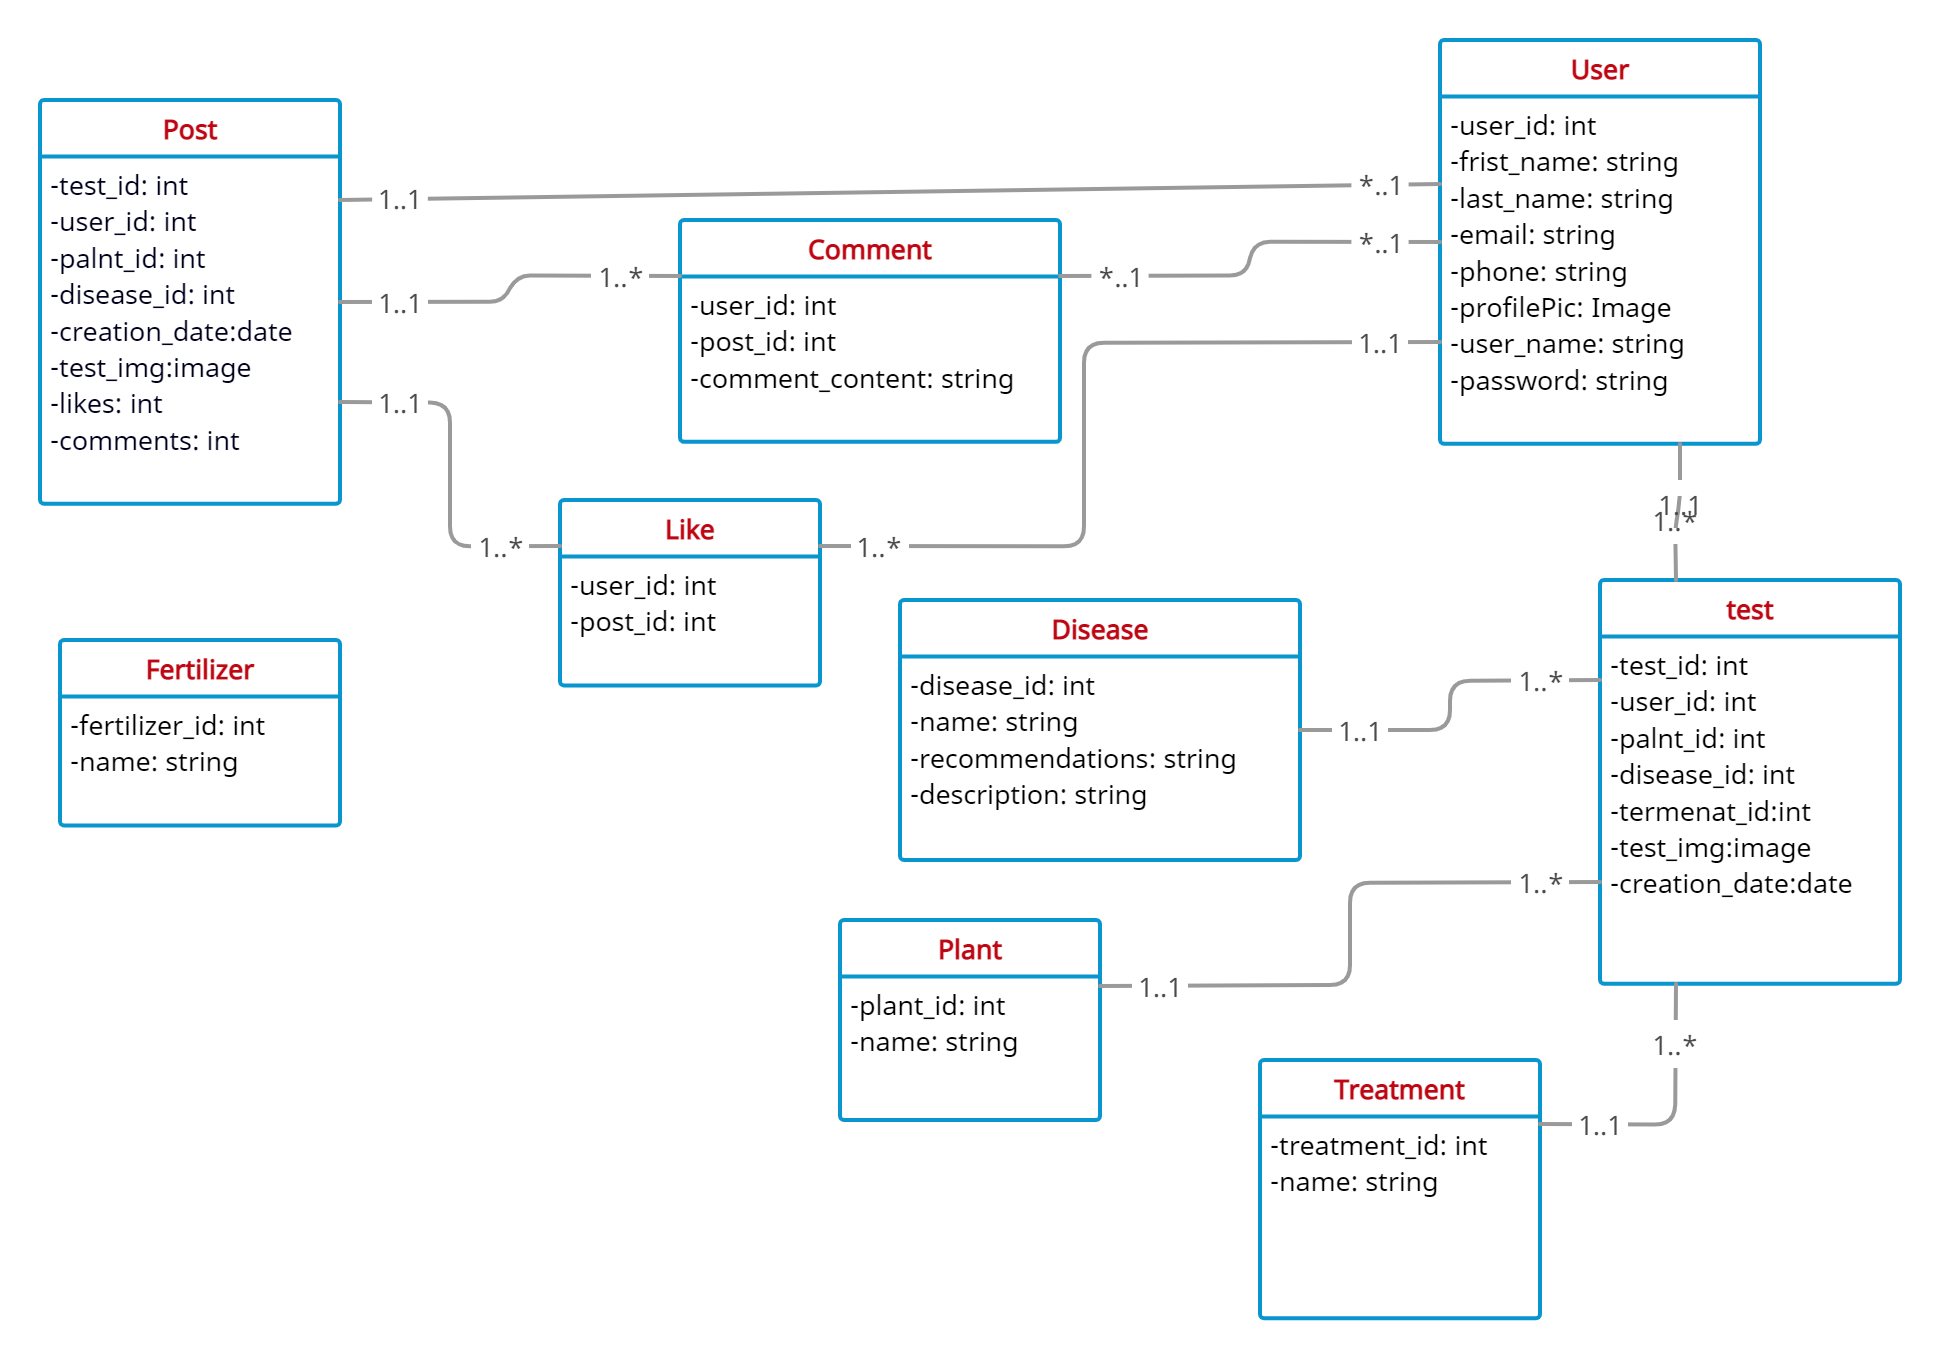 User
-user_id: int
-frist_name: string
-last_name: string
-email: string
-phone: string
-profilePic: Image
-user_name: string
-password: string
Post
-test_id: int
-user_id: int
-palnt_id: int
-disease_id: int
-creation_date:date
-test_img:image
-likes: int
-comments: int
1..1
*..1
1..1
1..*
*..1
*..1
1..1
1..*
1..*
1..1
Comment
-user_id: int
-post_id: int
-comment_content: string
Like
-user_id: int
-post_id: int
1..1
1..*
Fertilizer
-fertilizer_id: int
-name: string
Disease
-disease_id: int
-name: string
-recommendations: string
-description: string
1..1
1..*
test
-test_id: int
-user_id: int
-palnt_id: int
-disease_id: int
-termenat_id:int
-test_img:image
-creation_date:date
Plant
-plant_id: int
-name: string
1..1
1..*
Treatment
-treatment_id: int
-name: string
1..1
1..*